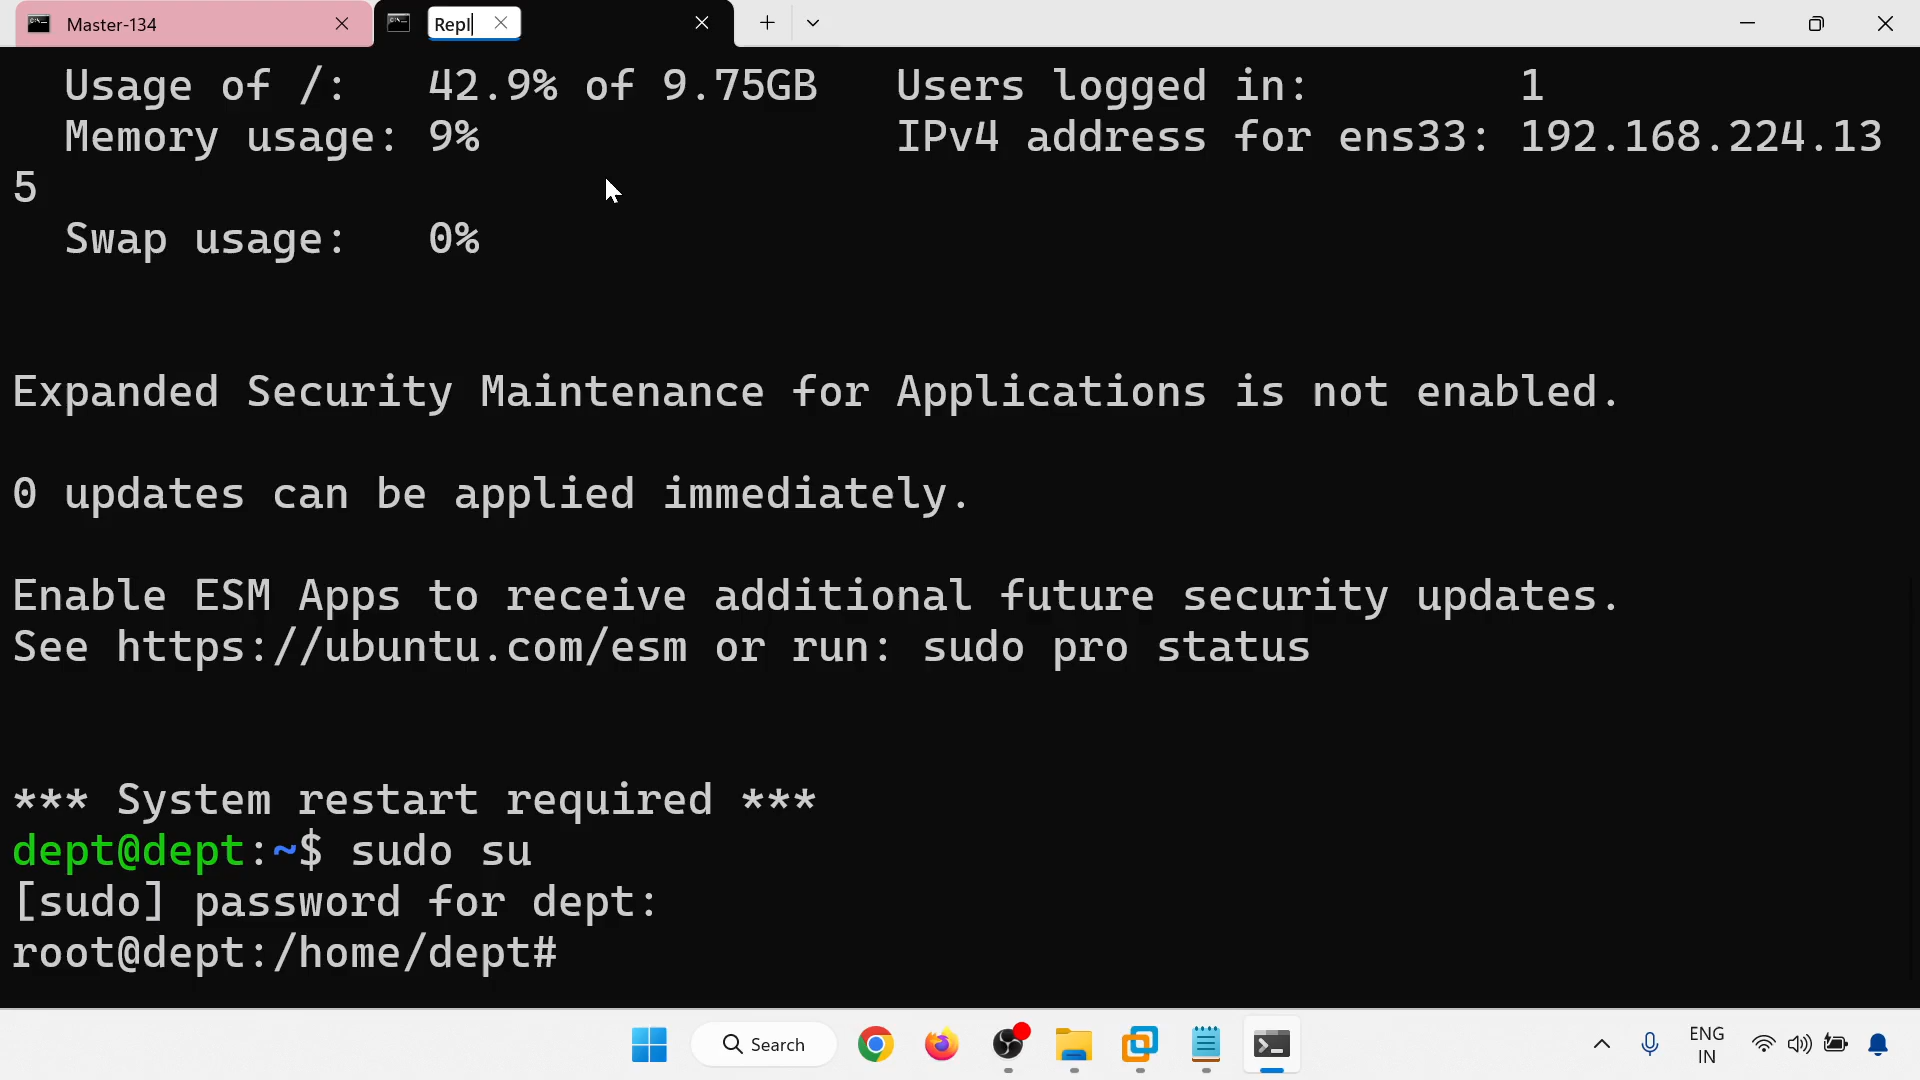 Master-134
Repl
Usage of /: 42.9% of 9.75GB Users logged in: 1
Memory usage: 9% IPv4 address for ens33: 192.168.224.13
5
Swap usage: 0%
Expanded Security Maintenance for Applications is not enabled.
0 updates can be applied immediately.
Enable ESM Apps to receive additional future security updates.
See https://ubuntu.com/esm or run: sudo pro status
*** System restart required ***
dept@dept:~$ sudo su
[sudo] password for dept:
root@dept:/home/dept#
Search
ENG
IN